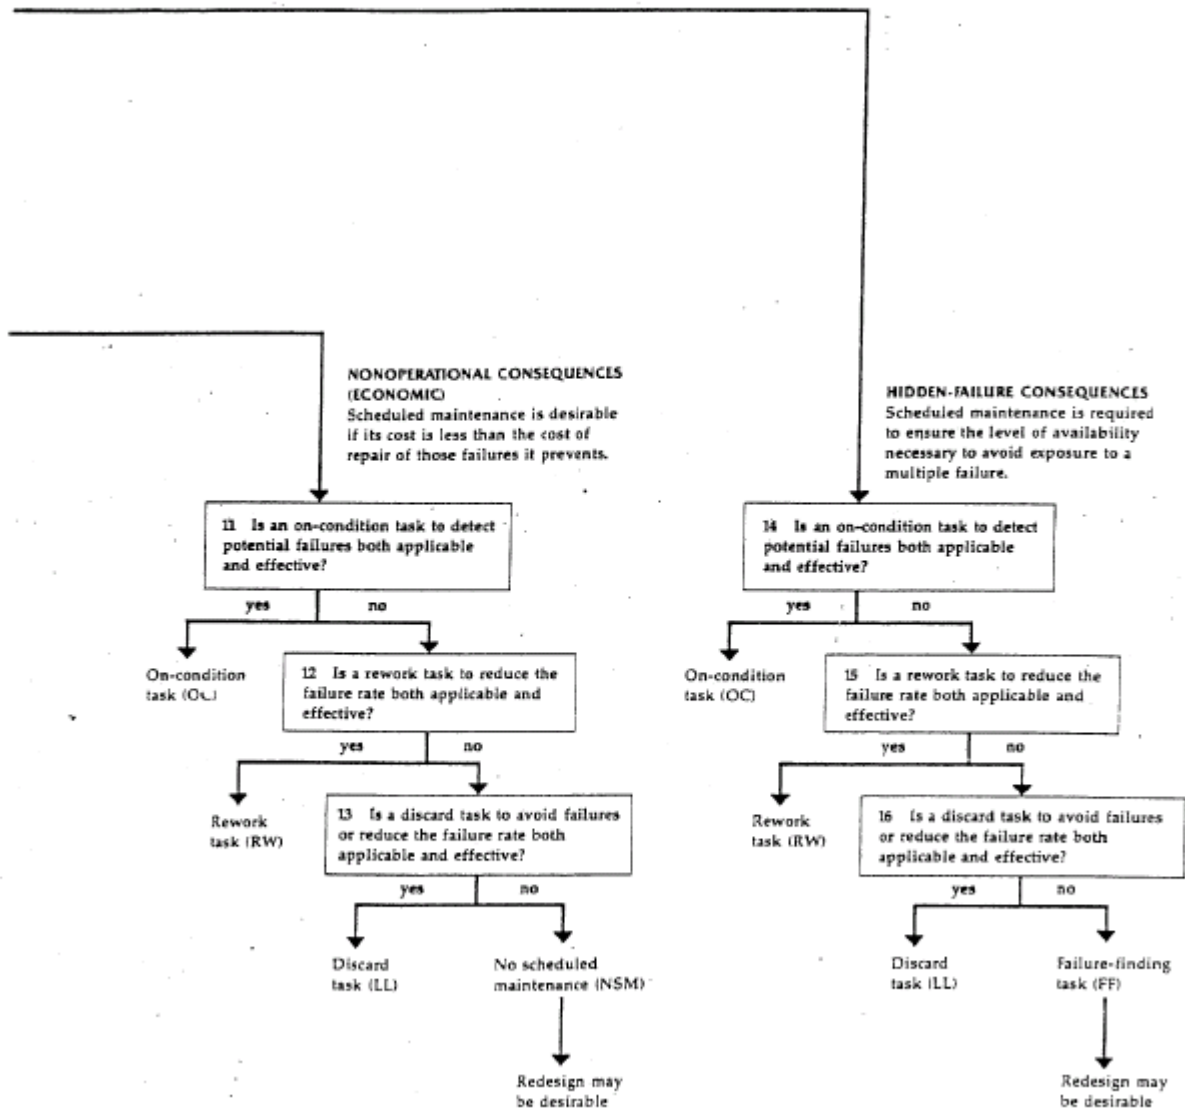 NONOPERATIONAL CONSEQUENCES
(ECONOMIC)
Scheduled maintenance is desirable
if its cost is less than the cost of
repair of those failures it prevents.
11 Is an on-condition task to detect
potential failures both applicable
and effective?
yes no
On-condition
task (OC)
12 Is a rework task to reduce the
failure rate both applicable and
effective?
yes no
Rework
task (RW)
13 Is a discard task to avoid failures
or reduce the failure rate both
applicable and effective?
yes no
Discard
task (LL)
No scheduled
maintenance (NSM)
Redesign may
be desirable
HIDDEN-FAILURE CONSEQUENCES
Scheduled maintenance is required
to ensure the level of availability
necessary to avoid exposure to a
multiple failure.
14 Is an on-condition task to detect
potential failures both applicable
and effective?
yes no
On-condition
task (OC)
15 Is a rework task to reduce the
failure rate both applicable and
effective?
yes no
Rework
task (RW)
16 Is a discard task to avoid failures
or reduce the failure rate both
applicable and effective?
yes no
Discard
task (LL)
Failure-finding
task (FF)
Redesign may
be desirable